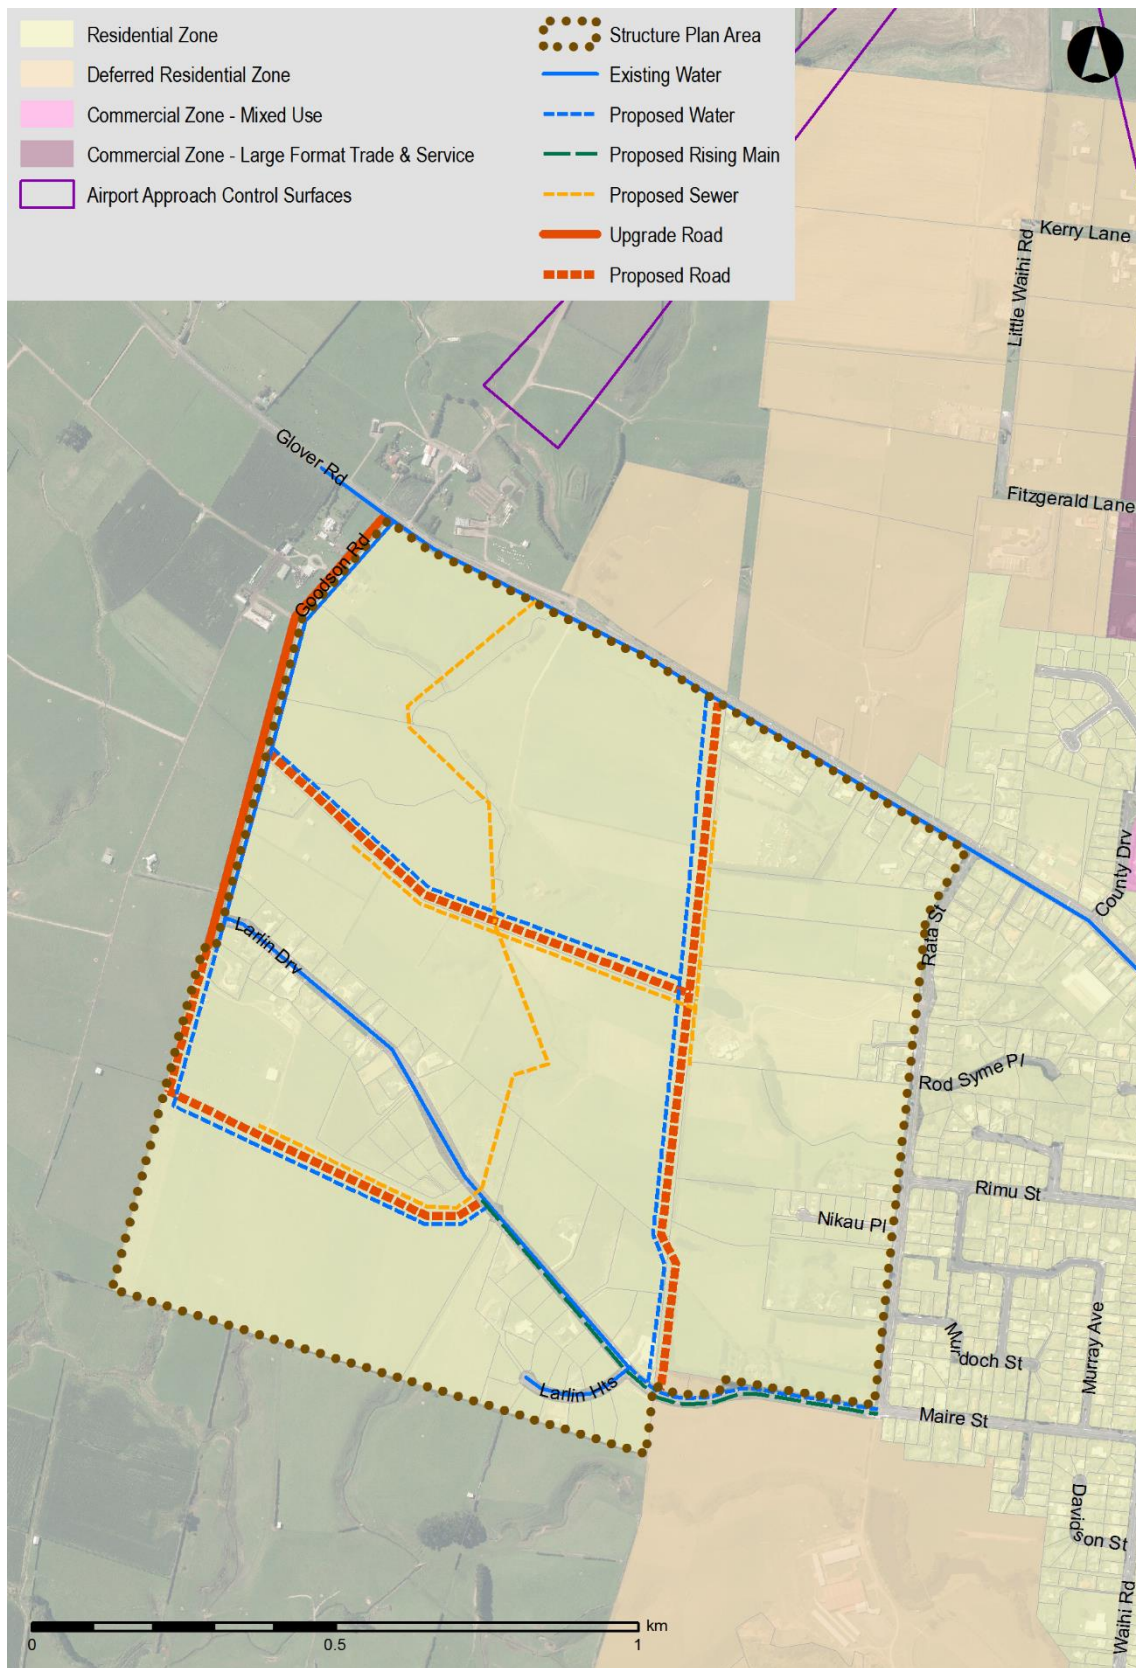 Residential Zone
Deferred Residential Zone
Commercial Zone - Mixed Use
Commercial Zone - Large Format Trade & Service
Airport Approach Control Surfaces
Structure Plan Area
Existing Water
Proposed Water
Proposed Rising Main
Proposed Sewer
Upgrade Road
Proposed Road
Kerry Lane
Little Waihi Rd
Glover Rd
Fitzgerald Lane
Goodson Rd
County Drv
Rata St
Larlin Drv
Rod Syme Pl
Rimu St
Nikau Pl
Murdoch St
Murray Ave
Larlin Hts
Maire St
Davidson St
Waihi Rd
0
0.5
1
km